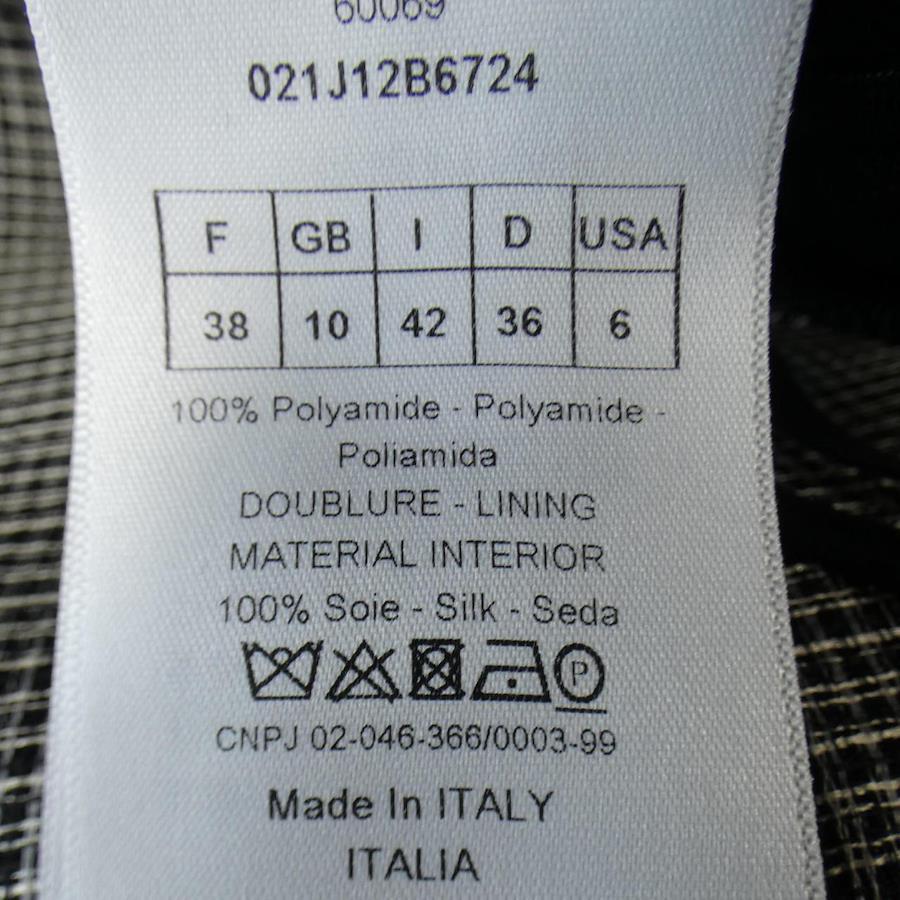 60069
021J12B6724
F GB I D USA
38 10 42 36 6
100% Polyamide - Polyamide -
Poliamida
DOUBLURE - LINING
MATERIAL INTERIOR
100% Soie - Silk - Seda
P
CNPJ 02-046-366/0003-99
Made In ITALY
ITALIA